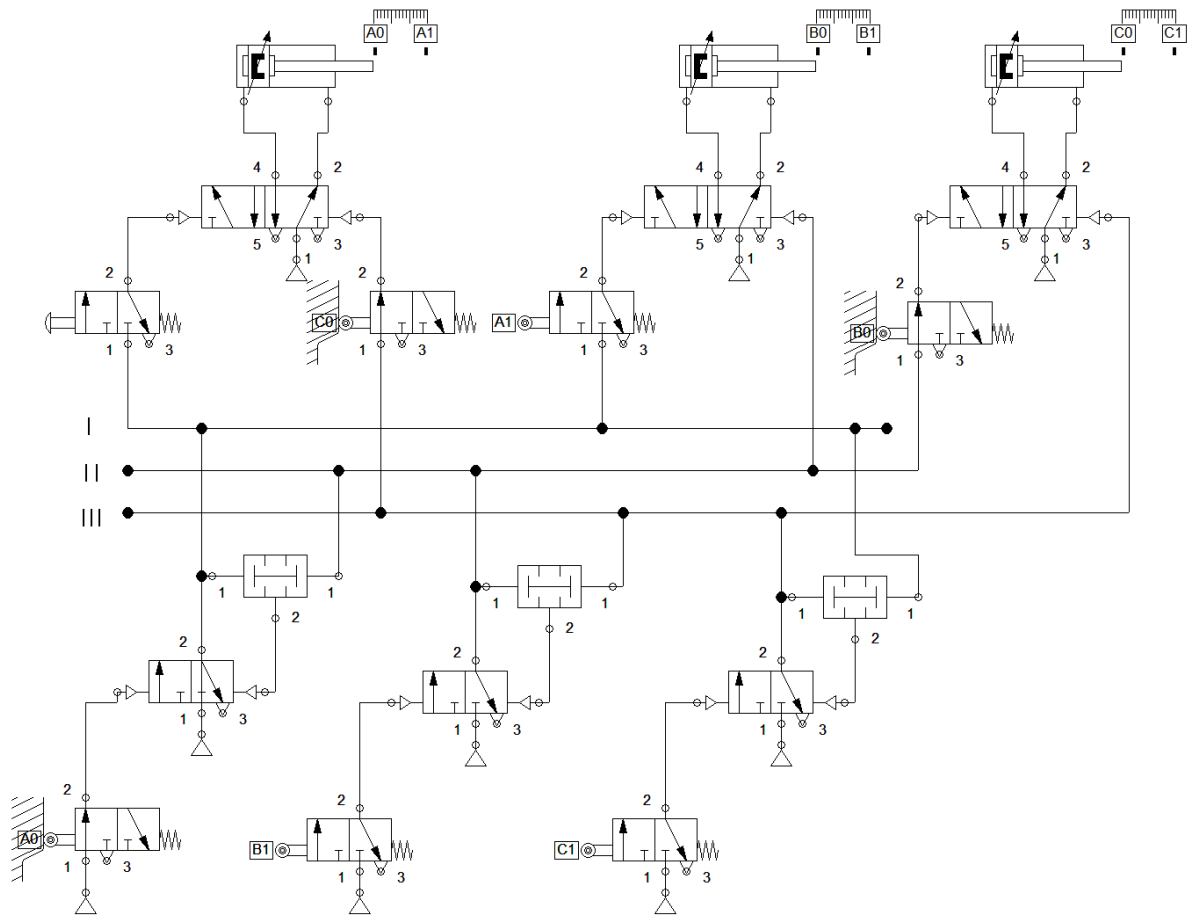 A0 A1 B0 B1 C0 C1
4 2 4 2 4 2
5 3 5 3 5 3
1 1 1
2 2 2 2
C0 A1 B0
1 3 1 3 1 3 1 3
I
II
III
1 1 1 1 1 1
2 2 2
2 2 2
1 3 1 3 1 3
2 2 2
A0 B1 C1
1 3 1 3 1 3